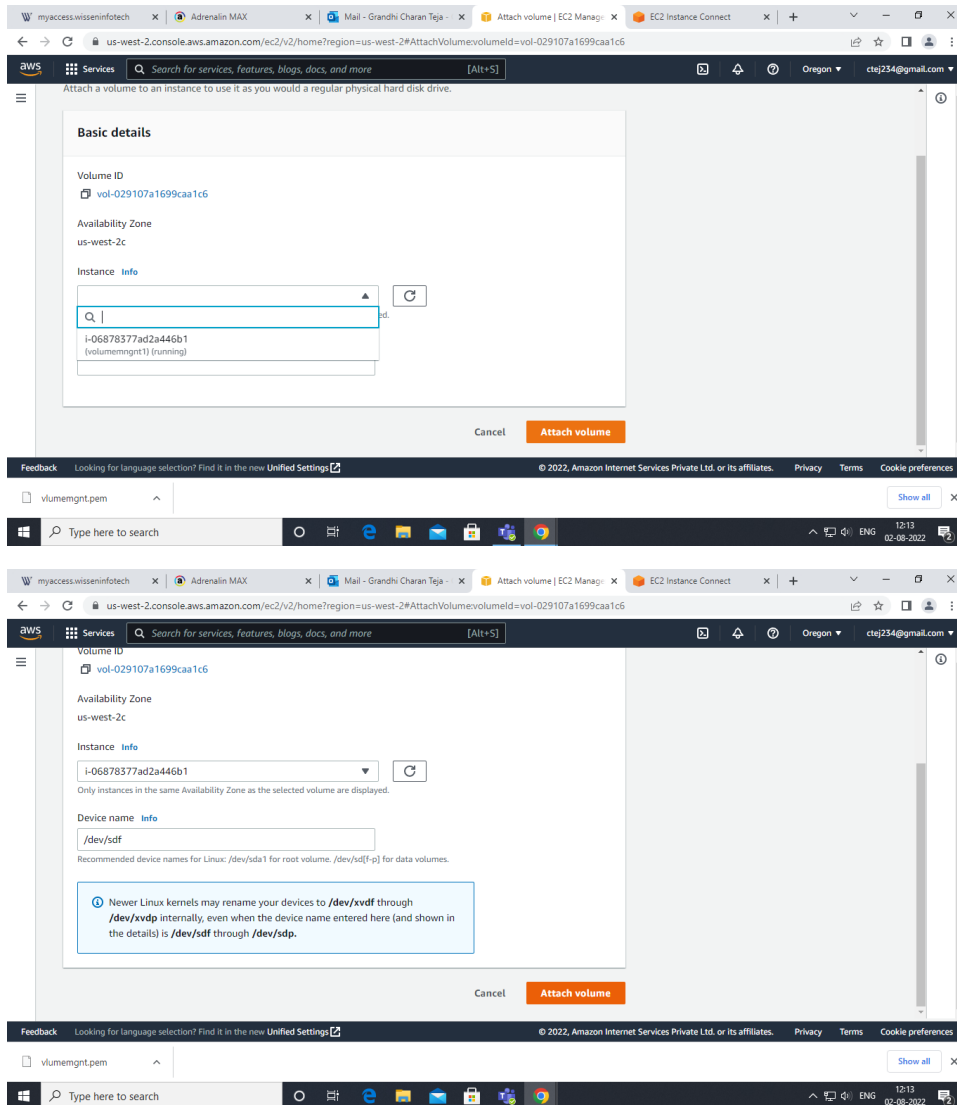 myaccess.wisseninfotech
Adrenalin MAX
Mail - Grandhi Charan Teja -
Attach volume | EC2 Manage
EC2 Instance Connect
us-west-2.console.aws.amazon.com/ec2/v2/home?region=us-west-2#AttachVolume:volumeId=vol-029107a1699caa1c6
aws Services Search for services, features, blogs, docs, and more [Alt+S] Oregon ctej234@gmail.com
Attach a volume to an instance to use it as you would a regular physical hard disk drive.
Basic details
Volume ID
vol-029107a1699caa1c6
Availability Zone
us-west-2c
Instance Info
ed.
i-06878377ad2a446b1
(volumemngnt1) (running)
Cancel Attach volume
Feedback Looking for language selection? Find it in the new Unified Settings © 2022, Amazon Internet Services Private Ltd. or its affiliates. Privacy Terms Cookie preferences
vlumemgnt.pem Show all
Type here to search ENG 12:13
02-08-2022
2
myaccess.wisseninfotech
Adrenalin MAX
Mail - Grandhi Charan Teja -
Attach volume | EC2 Manage
EC2 Instance Connect
us-west-2.console.aws.amazon.com/ec2/v2/home?region=us-west-2#AttachVolume:volumeId=vol-029107a1699caa1c6
aws Services Search for services, features, blogs, docs, and more [Alt+S] Oregon ctej234@gmail.com
Volume ID
vol-029107a1699caa1c6
Availability Zone
us-west-2c
Instance Info
i-06878377ad2a446b1
Only instances in the same Availability Zone as the selected volume are displayed.
Device name Info
/dev/sdf
Recommended device names for Linux: /dev/sda1 for root volume. /dev/sd[f-p] for data volumes.
Newer Linux kernels may rename your devices to /dev/xvdf through
/dev/xvdp internally, even when the device name entered here (and shown in
the details) is /dev/sdf through /dev/sdp.
Cancel Attach volume
Feedback Looking for language selection? Find it in the new Unified Settings © 2022, Amazon Internet Services Private Ltd. or its affiliates. Privacy Terms Cookie preferences
vlumemgnt.pem Show all
Type here to search ENG 12:13
02-08-2022
2